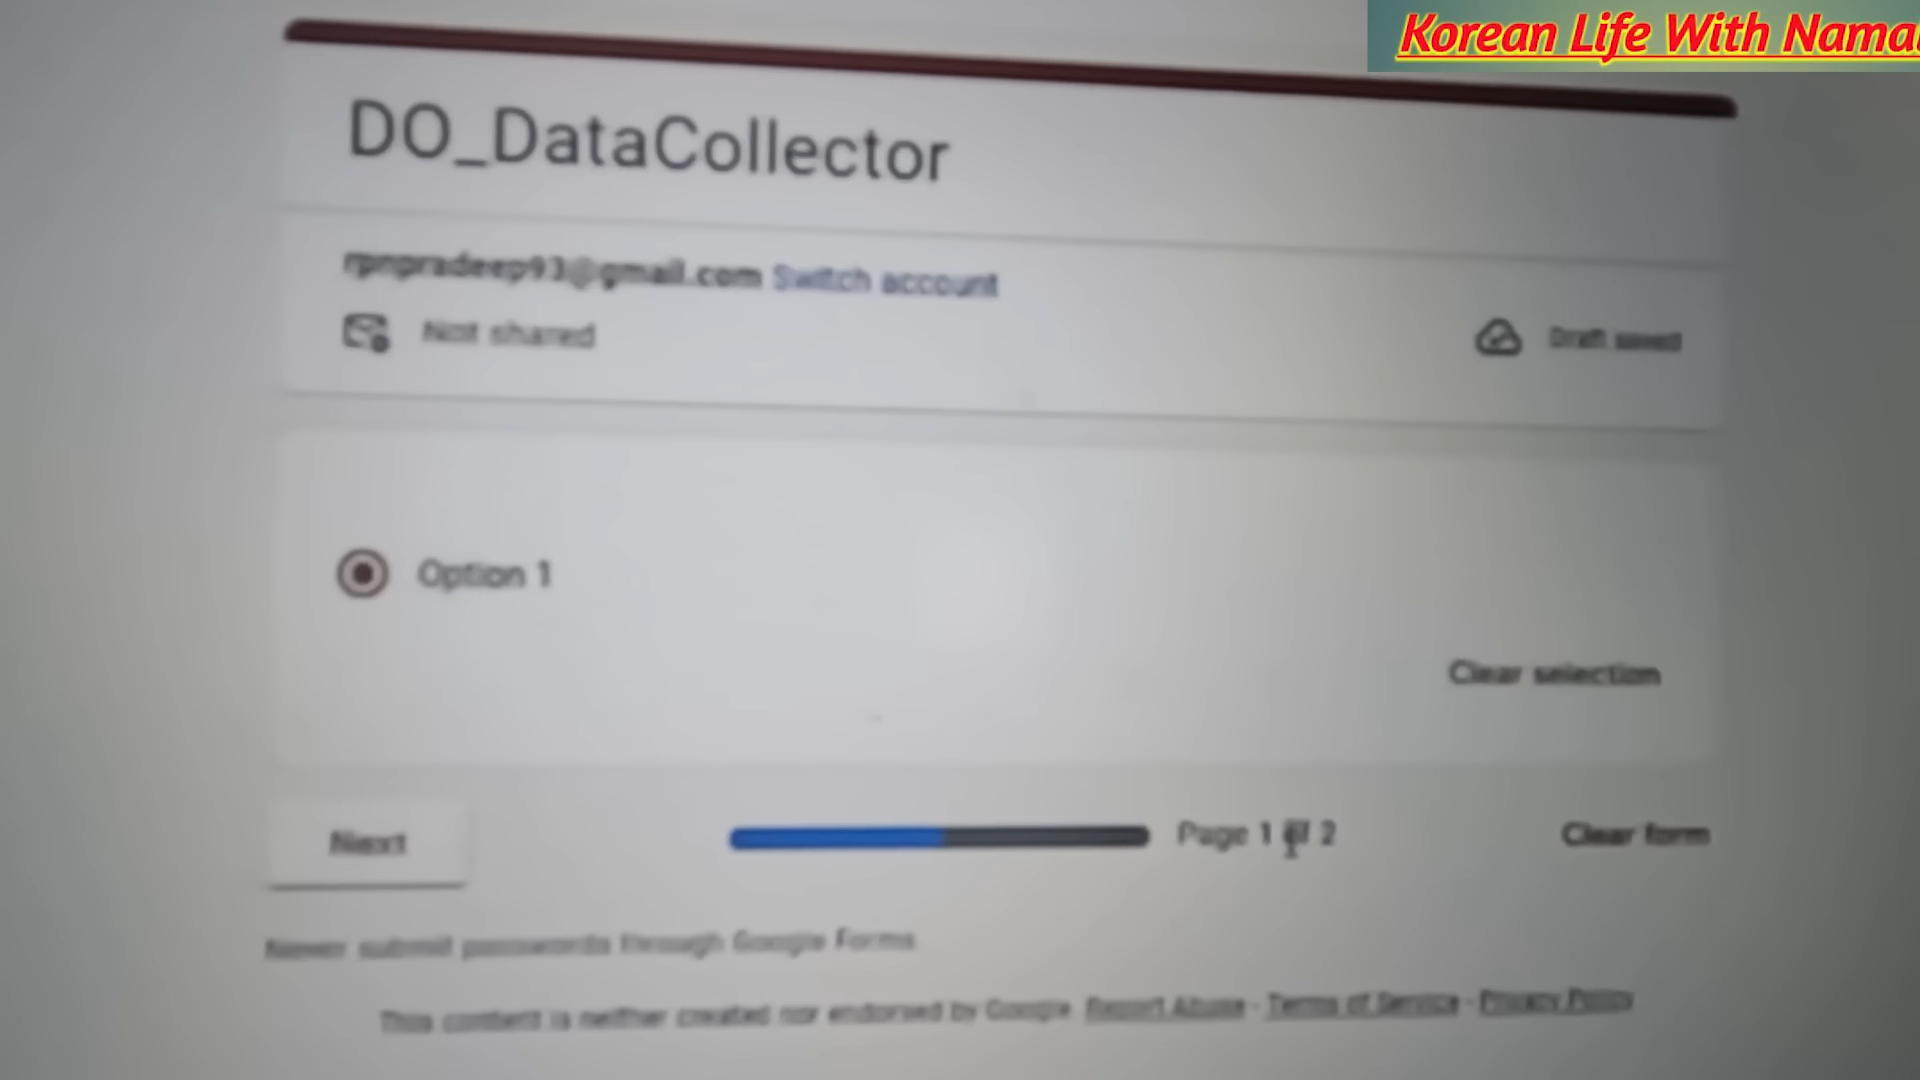 Korean Life With Nama
DO_DataCollector
rpnpradeep93@gmail.com Switch account
Not shared
Draft saved
Option 1
Clear selection
Next
Page 1 of 2
Clear form
Never submit passwords through Google Forms.
This content is neither created nor endorsed by Google. Report Abuse - Terms of Service - Privacy Policy